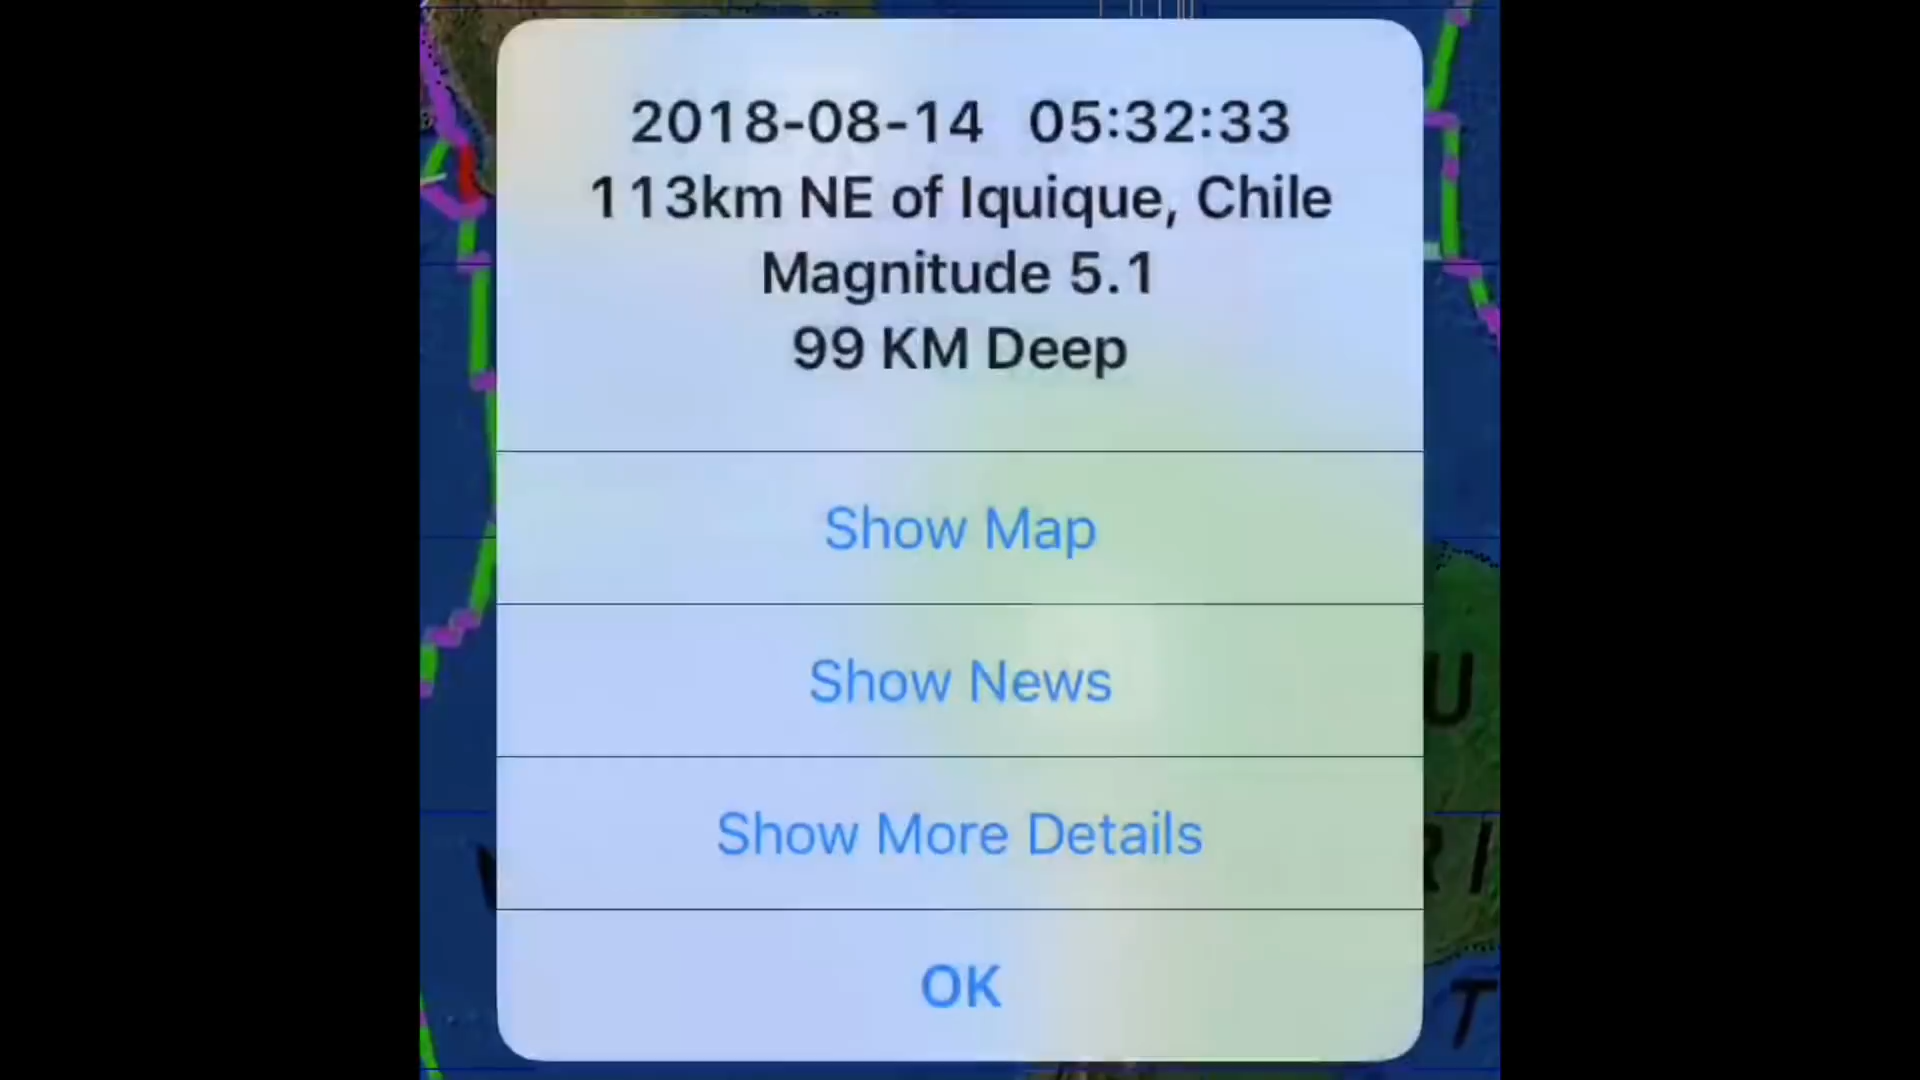 2018-08-14 05:32:33
113km NE of Iquique, Chile
Magnitude 5.1
99 KM Deep
Show Map
Show News
Show More Details
OK
U
RI
T